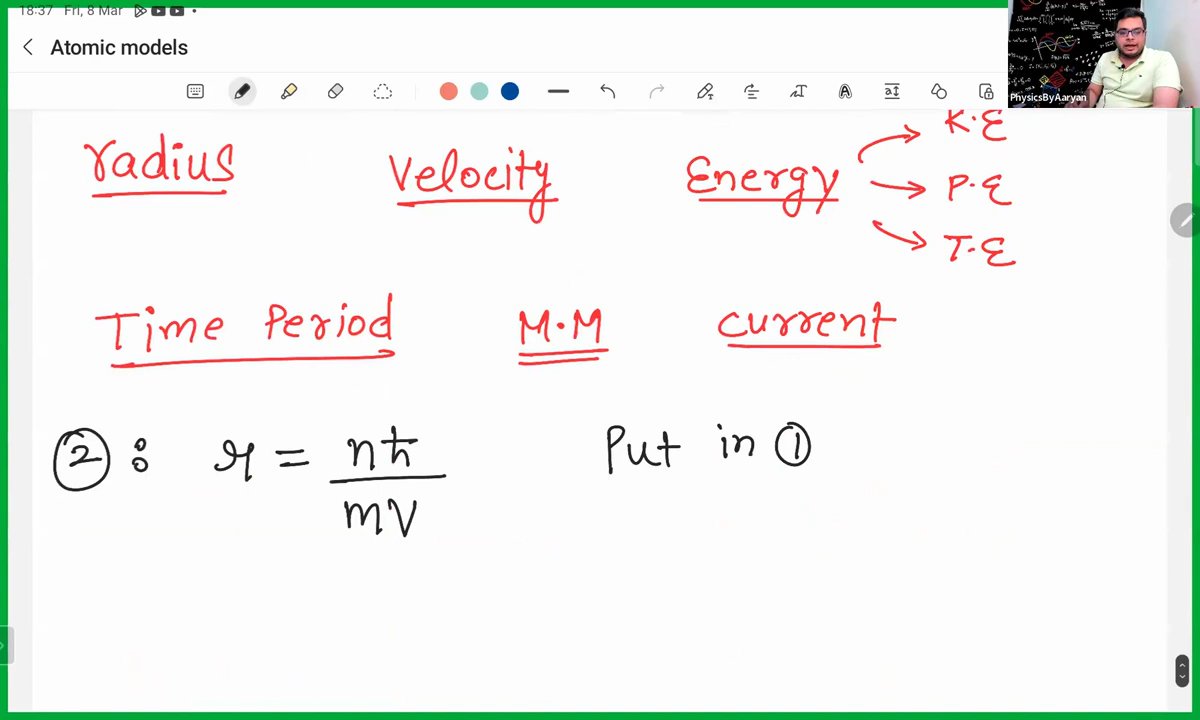 18:37 Fri, 8 Mar
Atomic models
PhysicsByAaryan
radius Velocity Energy K.E
P.E
T.E
Time Period M.M current
② : r = nħ / mV Put in ①